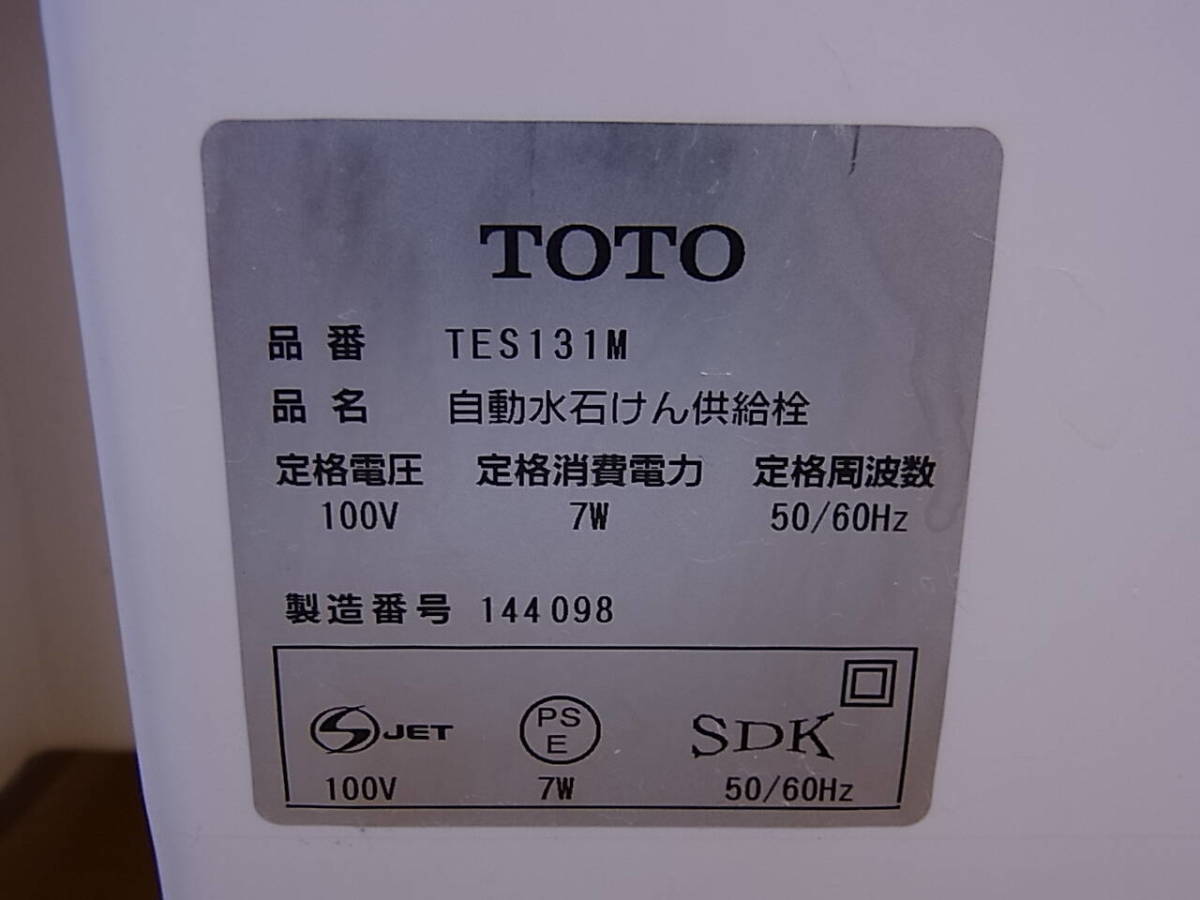 TOTO
品番 TES131M
品名 自動水石けん供給栓
定格電圧 定格消費電力 定格周波数
100V 7W 50/60Hz
製造番号 144098
S JET PS E SDK
100V 7W 50/60Hz